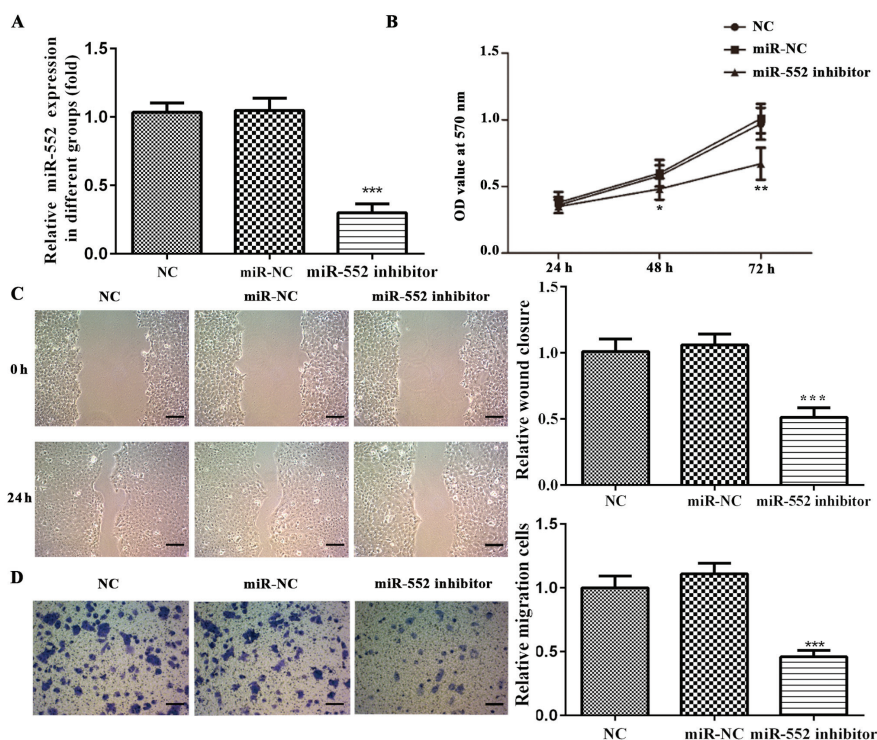 A
Relative miR-552 expression
in different groups (fold)
1.5
1.0
0.5
0.0
***
NC
miR-NC
miR-552 inhibitor
B
NC
miR-NC
miR-552 inhibitor
OD value at 570 nm
1.5
1.0
0.5
0.0
*
**
24 h
48 h
72 h
C
NC
miR-NC
miR-552 inhibitor
0 h
24 h
Relative wound closure
1.5
1.0
0.5
0.0
***
NC
miR-NC
miR-552 inhibitor
D
NC
miR-NC
miR-552 inhibitor
Relative migration cells
1.5
1.0
0.5
0.0
***
NC
miR-NC
miR-552 inhibitor